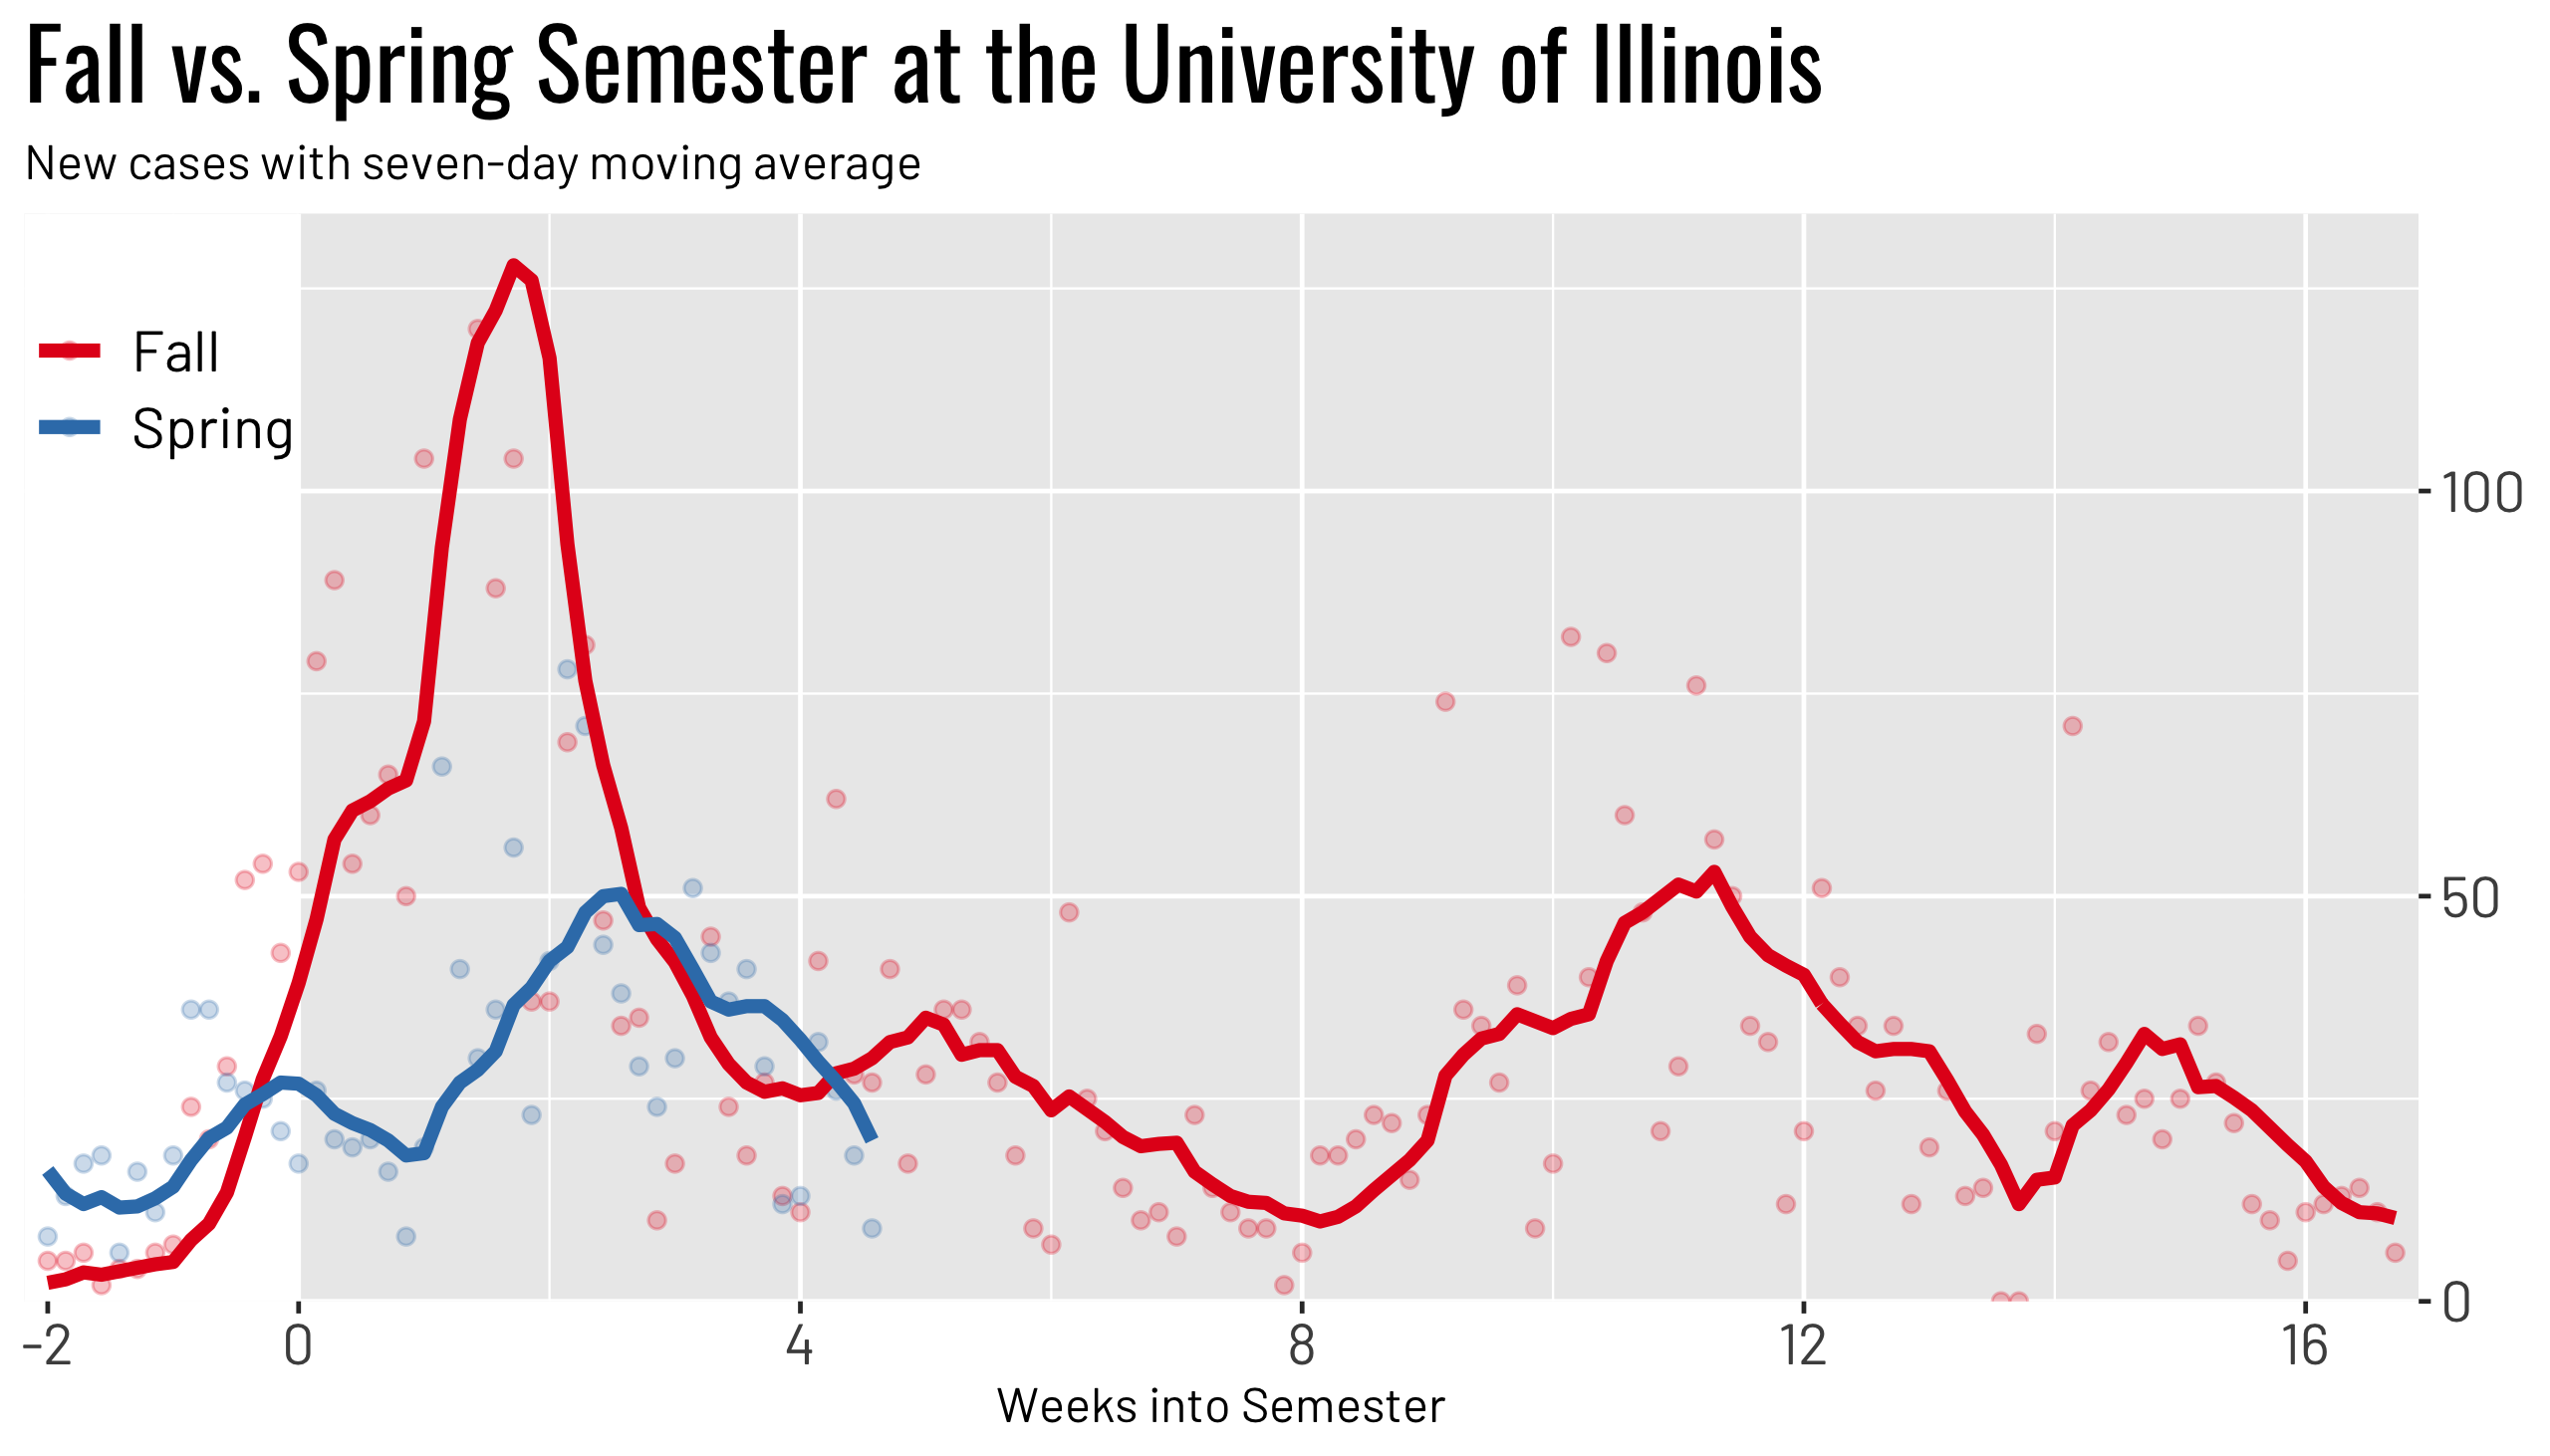 Fall vs. Spring Semester at the University of Illinois
New cases with seven-day moving average
Fall
Spring
100
50
0
-2 0 4 8 12 16
Weeks into Semester